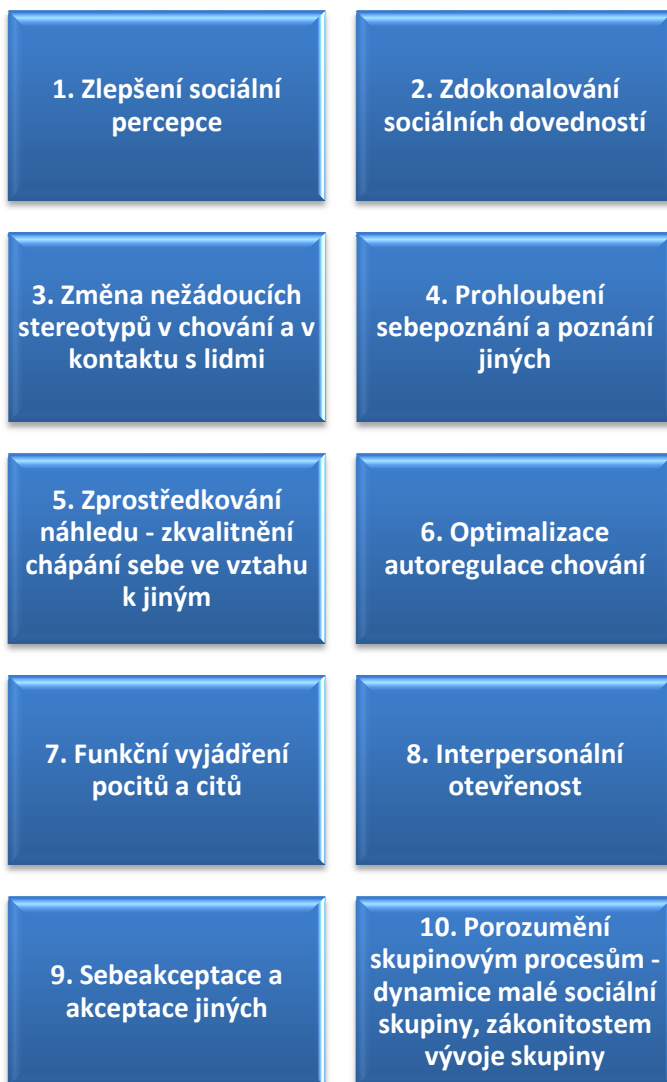 1. Zlepšení sociální
percepce
2. Zdokonalování
sociálních dovedností
3. Změna nežádoucích
stereotypů v chování a v
kontaktu s lidmi
4. Prohloubení
sebepoznání a poznání
jiných
5. Zprostředkování
náhledu - zkvalitnění
chápání sebe ve vztahu
k jiným
6. Optimalizace
autoregulace chování
7. Funkční vyjádření
pocitů a citů
8. Interpersonální
otevřenost
9. Sebeakceptace a
akceptace jiných
10. Porozumění
skupinovým procesům -
dynamice malé sociální
skupiny, zákonitostem
vývoje skupiny